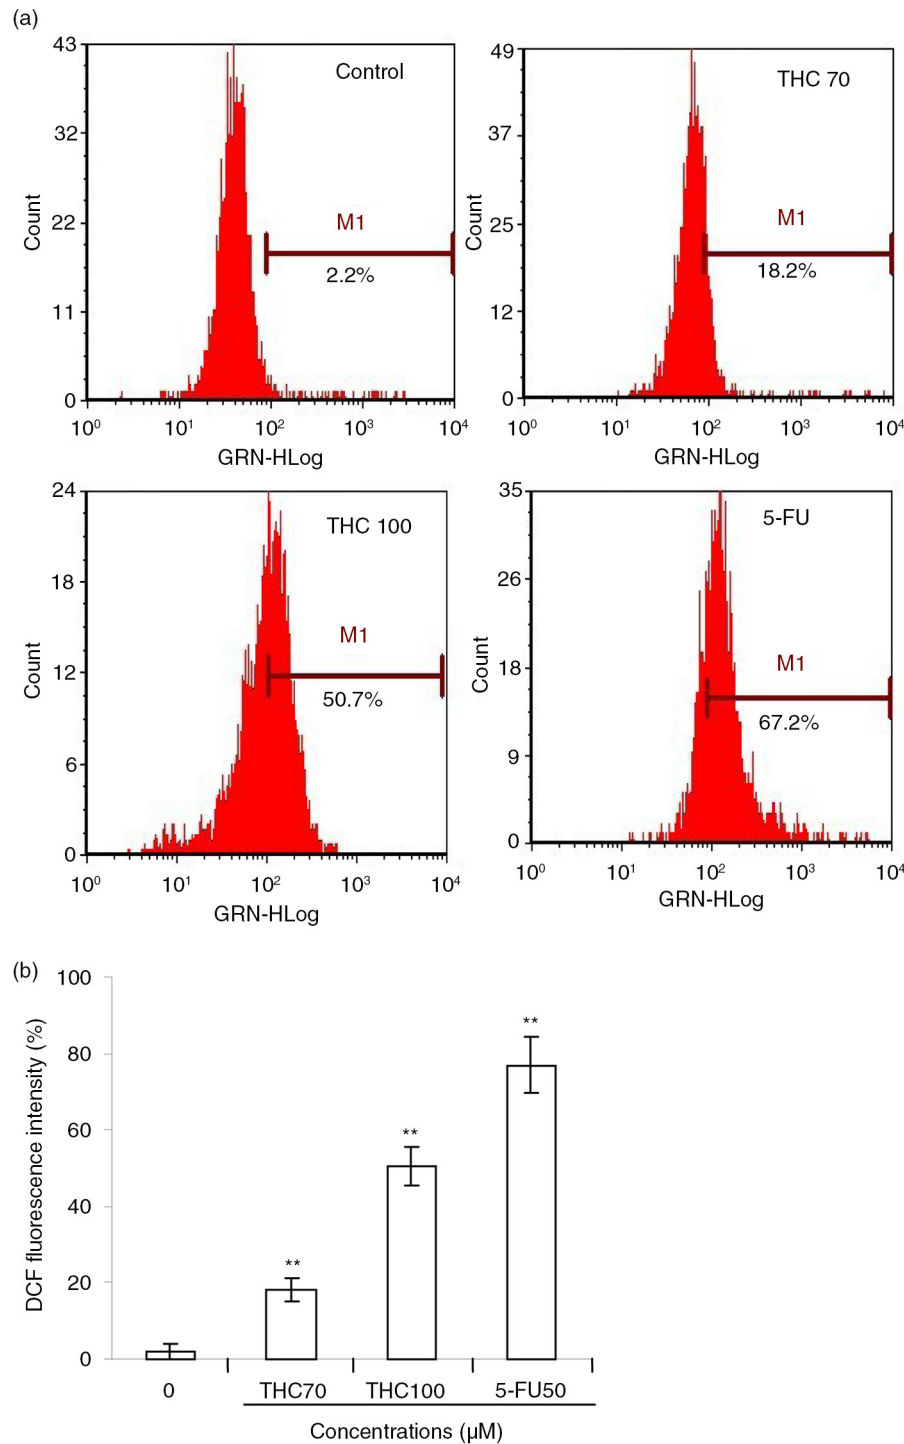 (a)
43
32
22
11
0
Count
Control
M1
2.2%
10⁰ 10¹ 10² 10³ 10⁴
GRN-HLog
49
37
25
12
0
Count
THC 70
M1
18.2%
10⁰ 10¹ 10² 10³ 10⁴
GRN-HLog
24
18
12
6
0
Count
THC 100
M1
50.7%
10⁰ 10¹ 10² 10³ 10⁴
GRN-HLog
35
26
18
9
0
Count
5-FU
M1
67.2%
10⁰ 10¹ 10² 10³ 10⁴
GRN-HLog
(b)
100
80
60
40
20
0
DCF fluorescence intensity (%)
**
**
**
0 THC70 THC100 5-FU50
Concentrations (µM)